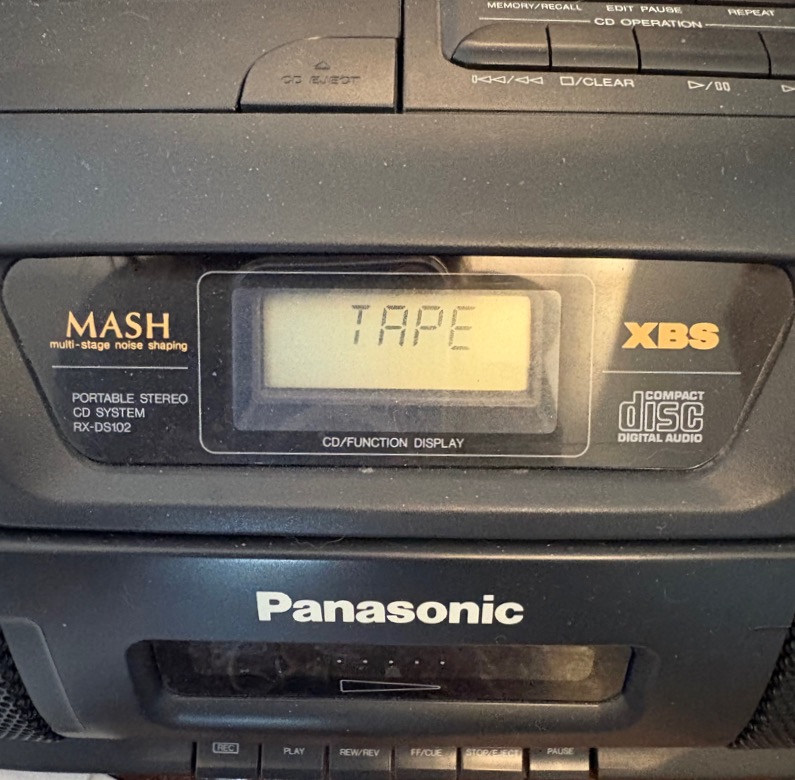 MEMORY/RECALL EDIT PAUSE REPEAT
CD OPERATION
CD EJECT
□/CLEAR
TAPE
MASH
multi-stage noise shaping
XBS
PORTABLE STEREO
CD SYSTEM
RX-DS102
COMPACT
disc
DIGITAL AUDIO
CD/FUNCTION DISPLAY
Panasonic
REC PLAY REW/REV FF/CUE STOP/EJECT PAUSE